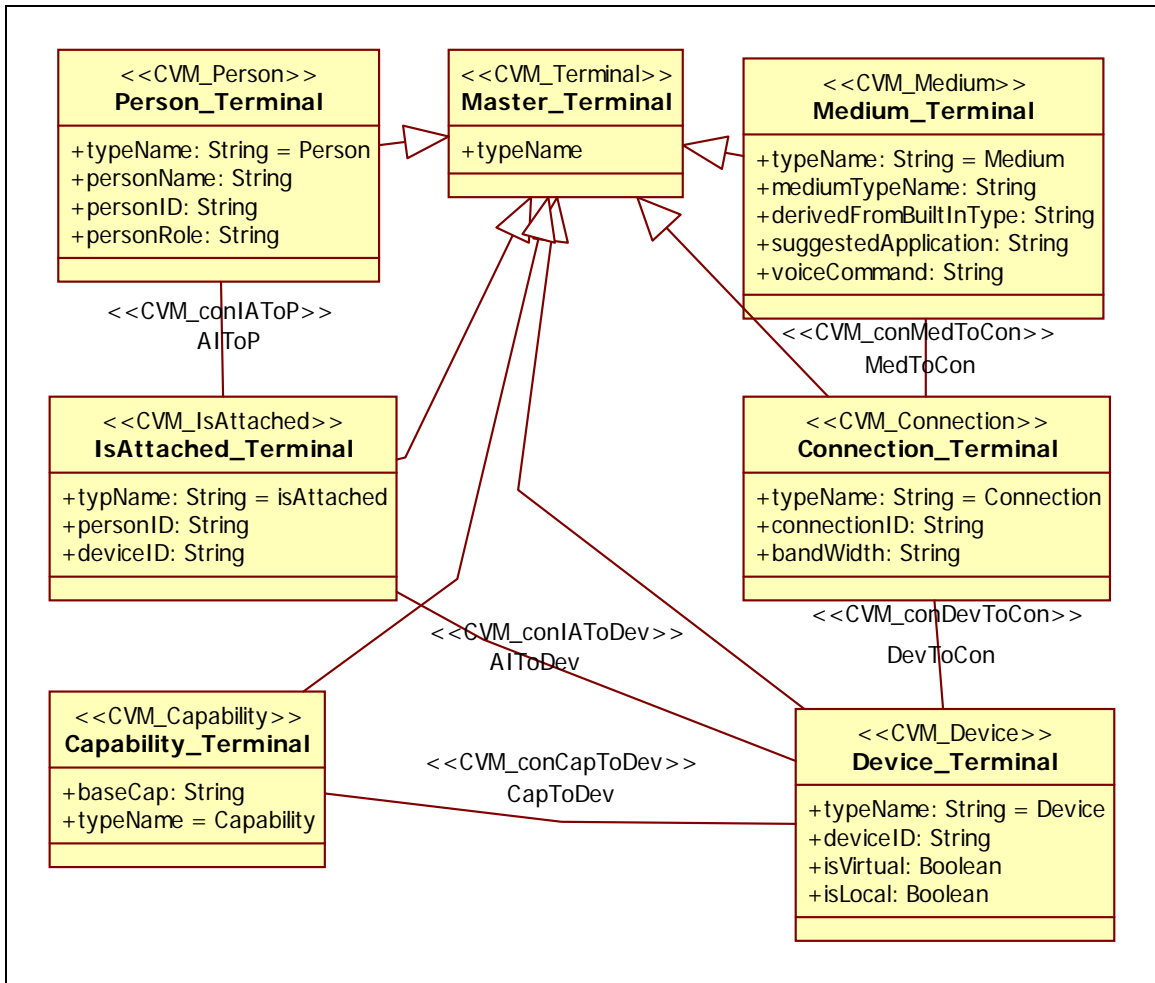 <<CVM_Person>>
Person_Terminal
+typeName: String = Person
+personName: String
+personID: String
+personRole: String
<<CVM_Terminal>>
Master_Terminal
+typeName
<<CVM_Medium>>
Medium_Terminal
+typeName: String = Medium
+mediumTypeName: String
+derivedFromBuiltInType: String
+suggestedApplication: String
+voiceCommand: String
<<CVM_conIAToP>>
AIToP
<<CVM_conMedToCon>>
MedToCon
<<CVM_IsAttached>>
IsAttached_Terminal
+typName: String = isAttached
+personID: String
+deviceID: String
<<CVM_Connection>>
Connection_Terminal
+typeName: String = Connection
+connectionID: String
+bandWidth: String
<<CVM_conIAToDev>>
AIToDev
<<CVM_conDevToCon>>
DevToCon
<<CVM_Capability>>
Capability_Terminal
+baseCap: String
+typeName = Capability
<<CVM_conCapToDev>>
CapToDev
<<CVM_Device>>
Device_Terminal
+typeName: String = Device
+deviceID: String
+isVirtual: Boolean
+isLocal: Boolean